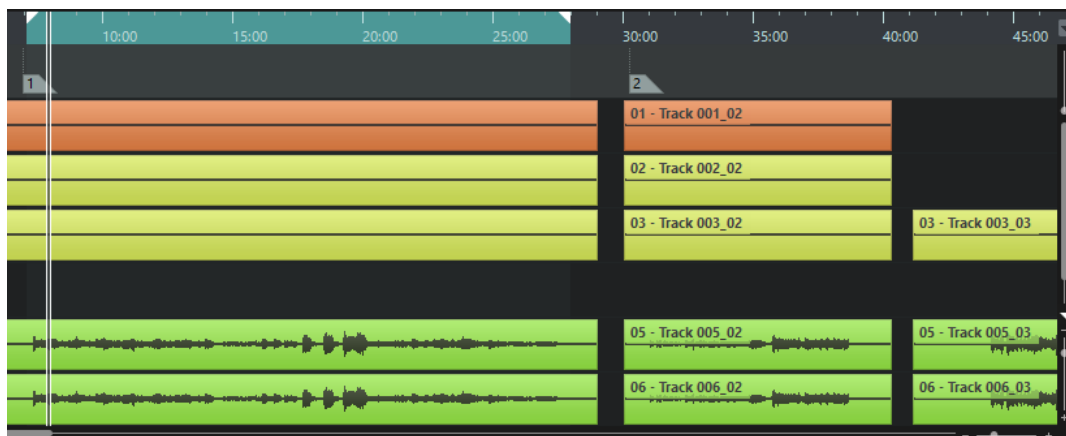 10:00 15:00 20:00 25:00 30:00 35:00 40:00 45:00
1 2
01 - Track 001_02
02 - Track 002_02
03 - Track 003_02 03 - Track 003_03
05 - Track 005_02 05 - Track 005_03
06 - Track 006_02 06 - Track 006_03